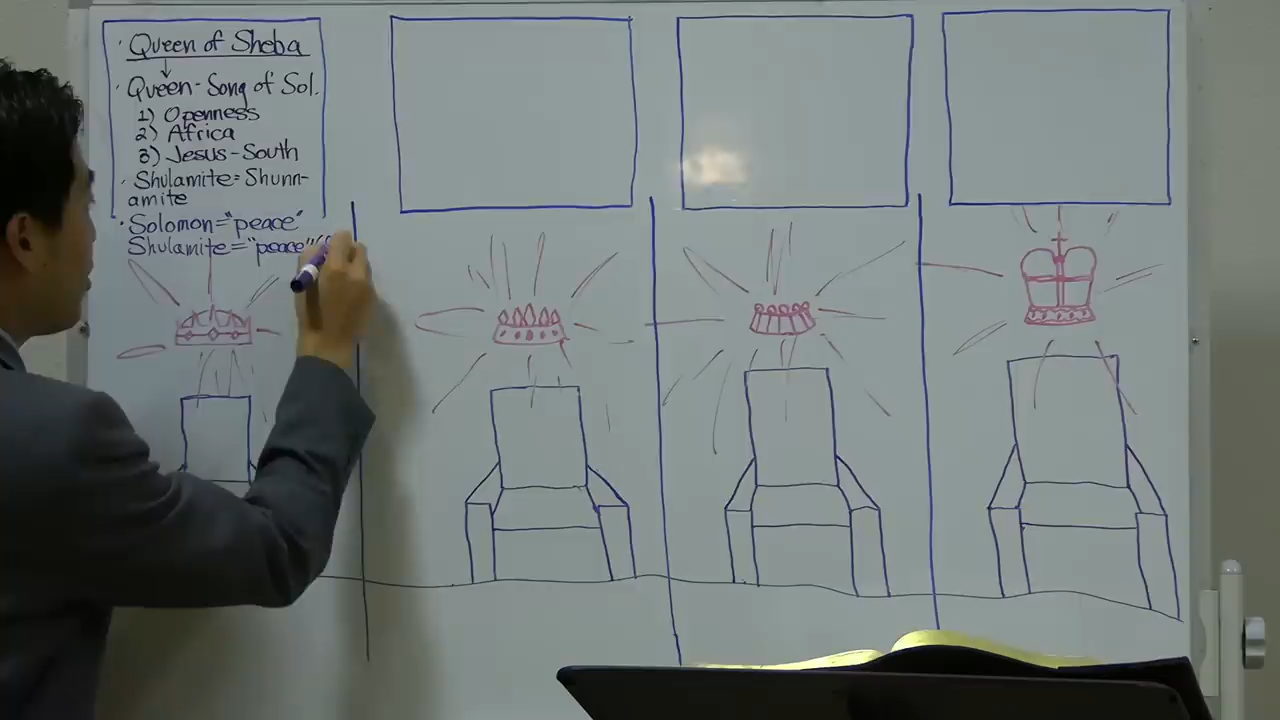 · Queen of Sheba
· Queen - Song of Sol.
1) Openness
2) Africa
3) Jesus - South
· Shulamite = Shunn-
amite
· Solomon = "peace"
Shulamite = "peace"